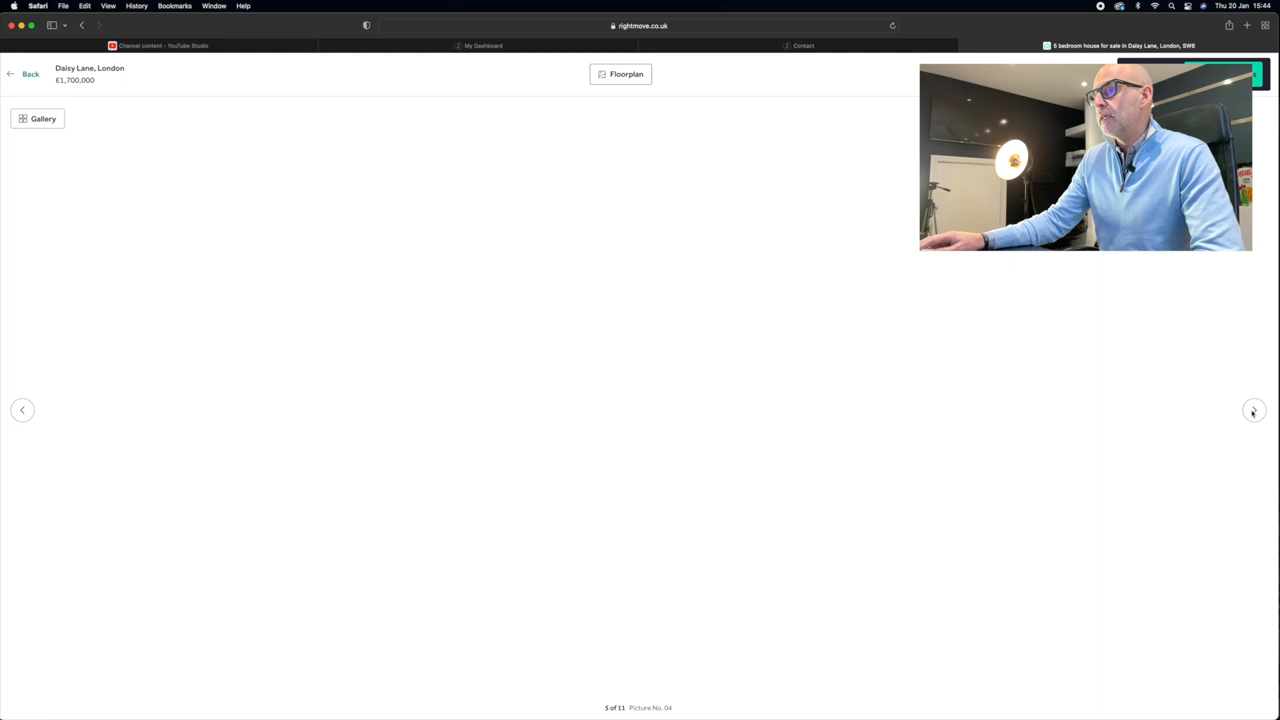 Safari File Edit View History Bookmarks Window Help Thu 20 Jan 15:44
rightmove.co.uk
Channel content - YouTube Studio My Dashboard Contact 5 bedroom house for sale in Daisy Lane, London, SW6
Back
Daisy Lane, London
£1,700,000
Floorplan
Gallery
5 of 11 Picture No. 04